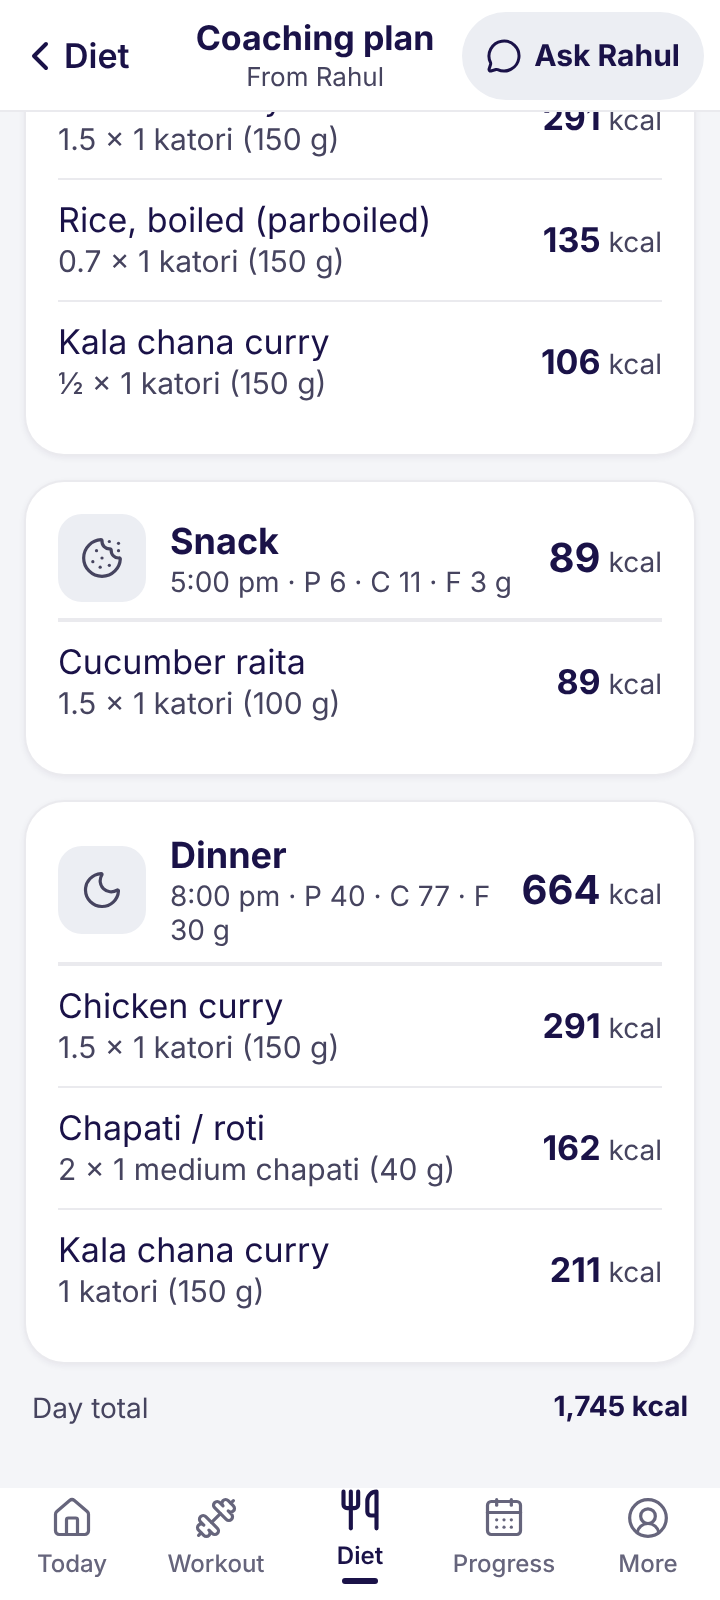 Diet
Coaching plan
From Rahul
Ask Rahul
291 kcal
1.5 × 1 katori (150 g)
Rice, boiled (parboiled)
135 kcal
0.7 × 1 katori (150 g)
Kala chana curry
106 kcal
½ × 1 katori (150 g)
Snack
89 kcal
5:00 pm · P 6 · C 11 · F 3 g
Cucumber raita
89 kcal
1.5 × 1 katori (100 g)
Dinner
8:00 pm · P 40 · C 77 · F
30 g
664 kcal
Chicken curry
291 kcal
1.5 × 1 katori (150 g)
Chapati / roti
162 kcal
2 × 1 medium chapati (40 g)
Kala chana curry
211 kcal
1 katori (150 g)
Day total
1,745 kcal
Today
Workout
Diet
Progress
More